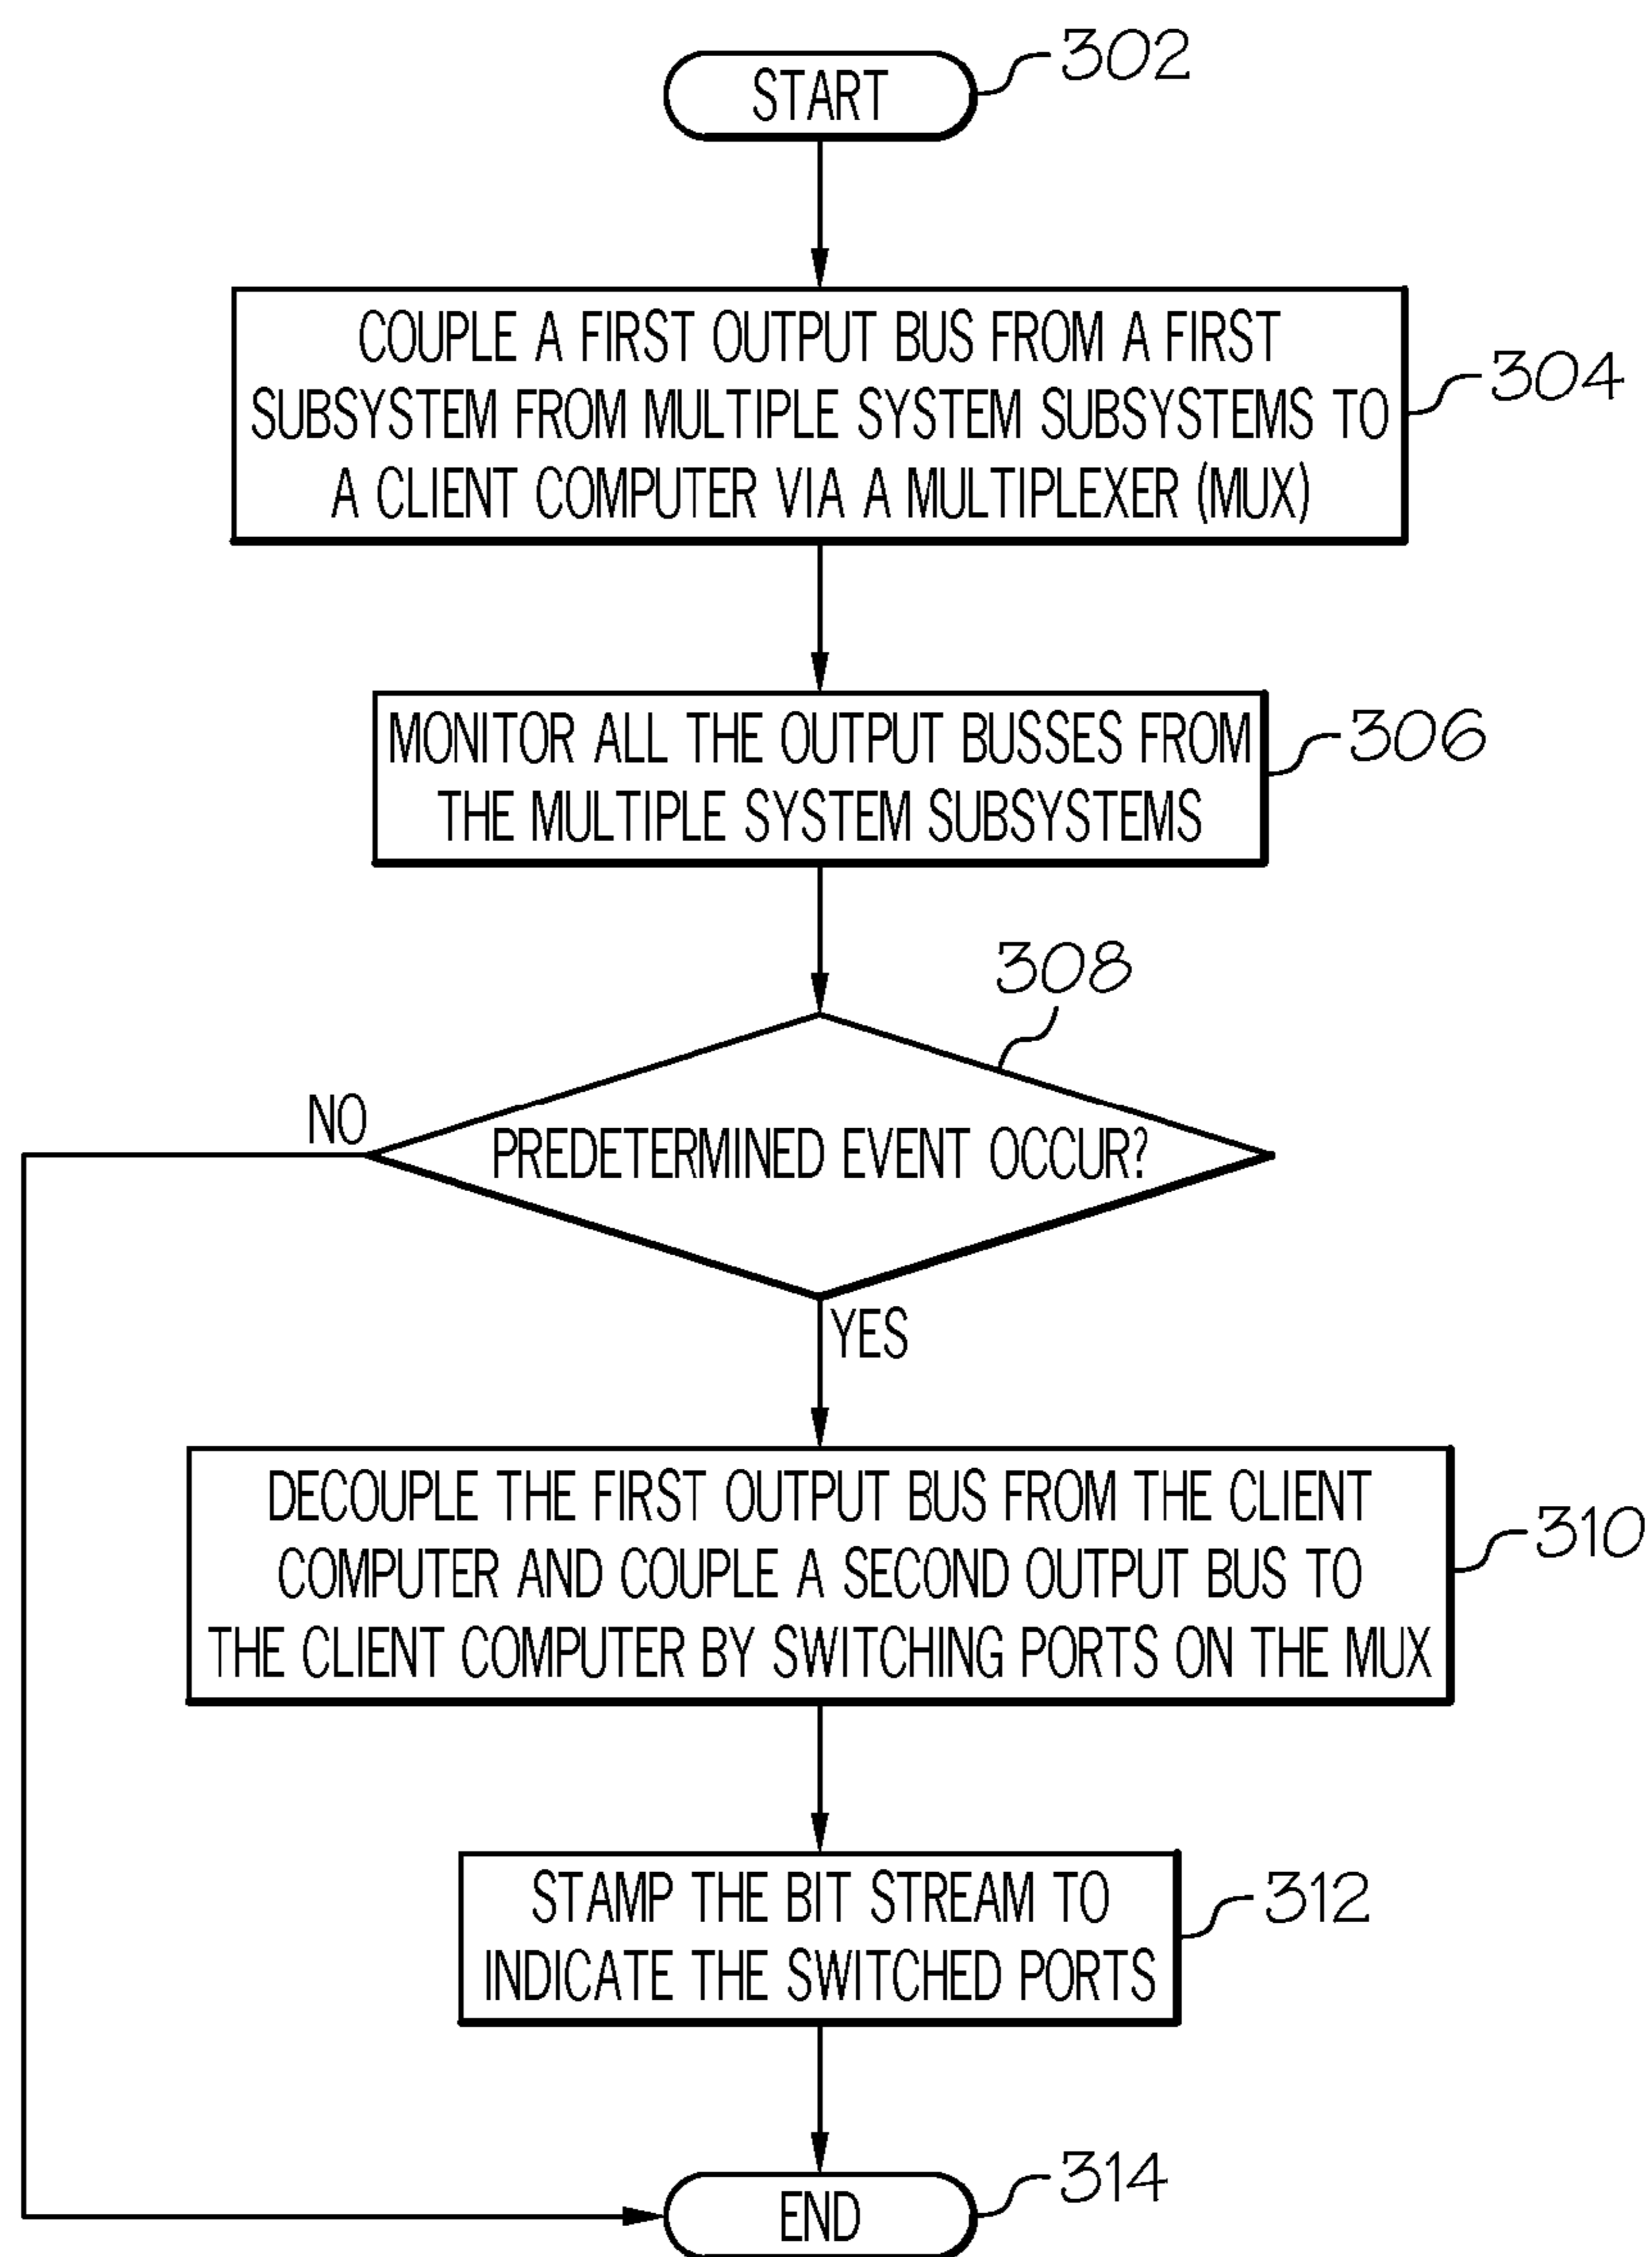 START
302
COUPLE A FIRST OUTPUT BUS FROM A FIRST
SUBSYSTEM FROM MULTIPLE SYSTEM SUBSYSTEMS TO
A CLIENT COMPUTER VIA A MULTIPLEXER (MUX)
304
MONITOR ALL THE OUTPUT BUSSES FROM
THE MULTIPLE SYSTEM SUBSYSTEMS
306
308
NO
PREDETERMINED EVENT OCCUR?
YES
DECOUPLE THE FIRST OUTPUT BUS FROM THE CLIENT
COMPUTER AND COUPLE A SECOND OUTPUT BUS TO
THE CLIENT COMPUTER BY SWITCHING PORTS ON THE MUX
310
STAMP THE BIT STREAM TO
INDICATE THE SWITCHED PORTS
312
END
314